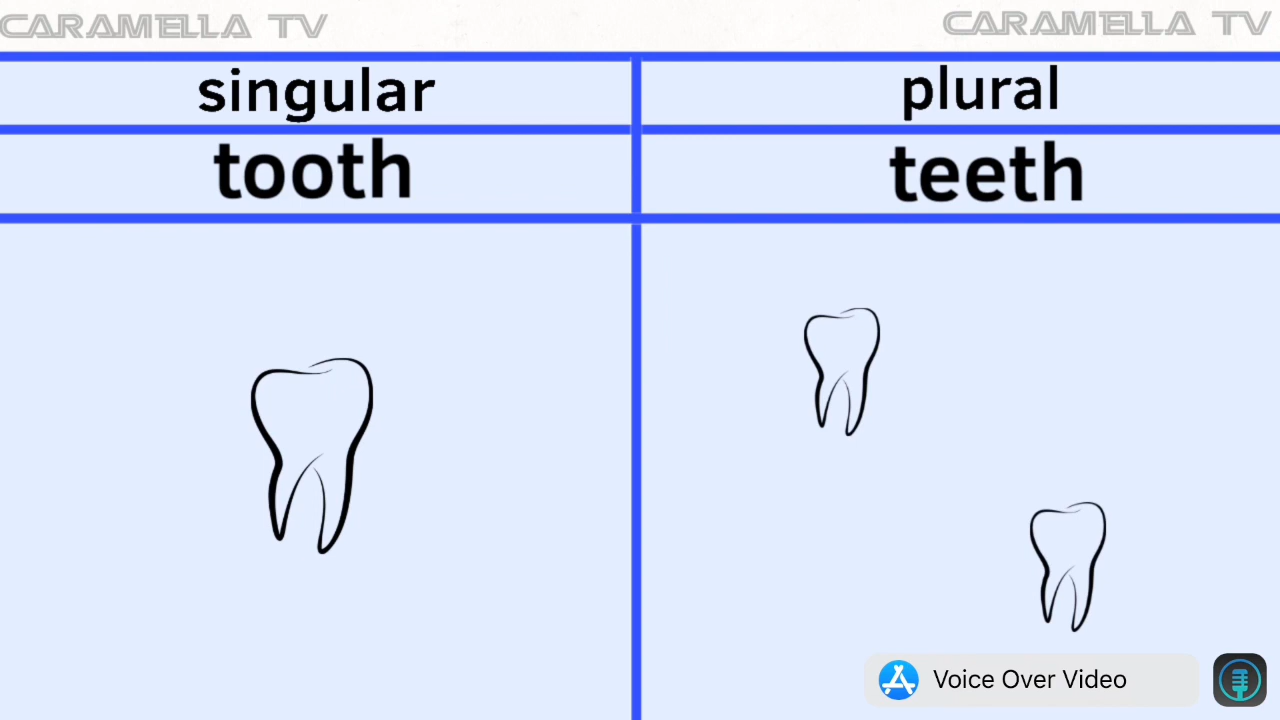 CARAMELLA TV CARAMELLA TV
singular plural
tooth teeth
Voice Over Video